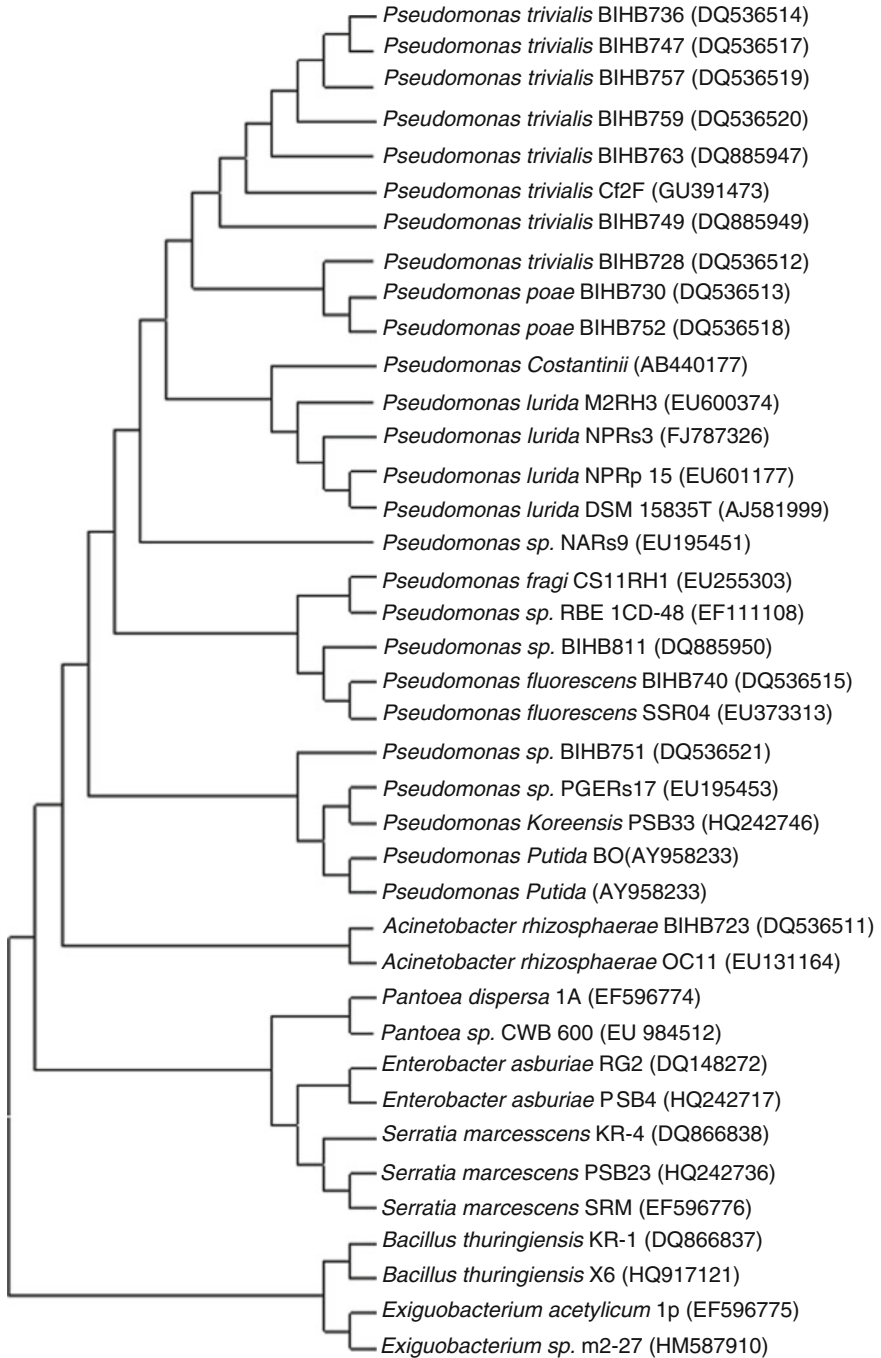 Pseudomonas trivialis BIHB736 (DQ536514)
Pseudomonas trivialis BIHB747 (DQ536517)
Pseudomonas trivialis BIHB757 (DQ536519)
Pseudomonas trivialis BIHB759 (DQ536520)
Pseudomonas trivialis BIHB763 (DQ885947)
Pseudomonas trivialis Cf2F (GU391473)
Pseudomonas trivialis BIHB749 (DQ885949)
Pseudomonas trivialis BIHB728 (DQ536512)
Pseudomonas poae BIHB730 (DQ536513)
Pseudomonas poae BIHB752 (DQ536518)
Pseudomonas Costantinii (AB440177)
Pseudomonas lurida M2RH3 (EU600374)
Pseudomonas lurida NPRs3 (FJ787326)
Pseudomonas lurida NPRp 15 (EU601177)
Pseudomonas lurida DSM 15835T (AJ581999)
Pseudomonas sp. NARs9 (EU195451)
Pseudomonas fragi CS11RH1 (EU255303)
Pseudomonas sp. RBE 1CD-48 (EF111108)
Pseudomonas sp. BIHB811 (DQ885950)
Pseudomonas fluorescens BIHB740 (DQ536515)
Pseudomonas fluorescens SSR04 (EU373313)
Pseudomonas sp. BIHB751 (DQ536521)
Pseudomonas sp. PGERs17 (EU195453)
Pseudomonas Koreensis PSB33 (HQ242746)
Pseudomonas Putida BO(AY958233)
Pseudomonas Putida (AY958233)
Acinetobacter rhizosphaerae BIHB723 (DQ536511)
Acinetobacter rhizosphaerae OC11 (EU131164)
Pantoea dispersa 1A (EF596774)
Pantoea sp. CWB 600 (EU 984512)
Enterobacter asburiae RG2 (DQ148272)
Enterobacter asburiae PSB4 (HQ242717)
Serratia marcesscens KR-4 (DQ866838)
Serratia marcescens PSB23 (HQ242736)
Serratia marcescens SRM (EF596776)
Bacillus thuringiensis KR-1 (DQ866837)
Bacillus thuringiensis X6 (HQ917121)
Exiguobacterium acetylicum 1p (EF596775)
Exiguobacterium sp. m2-27 (HM587910)